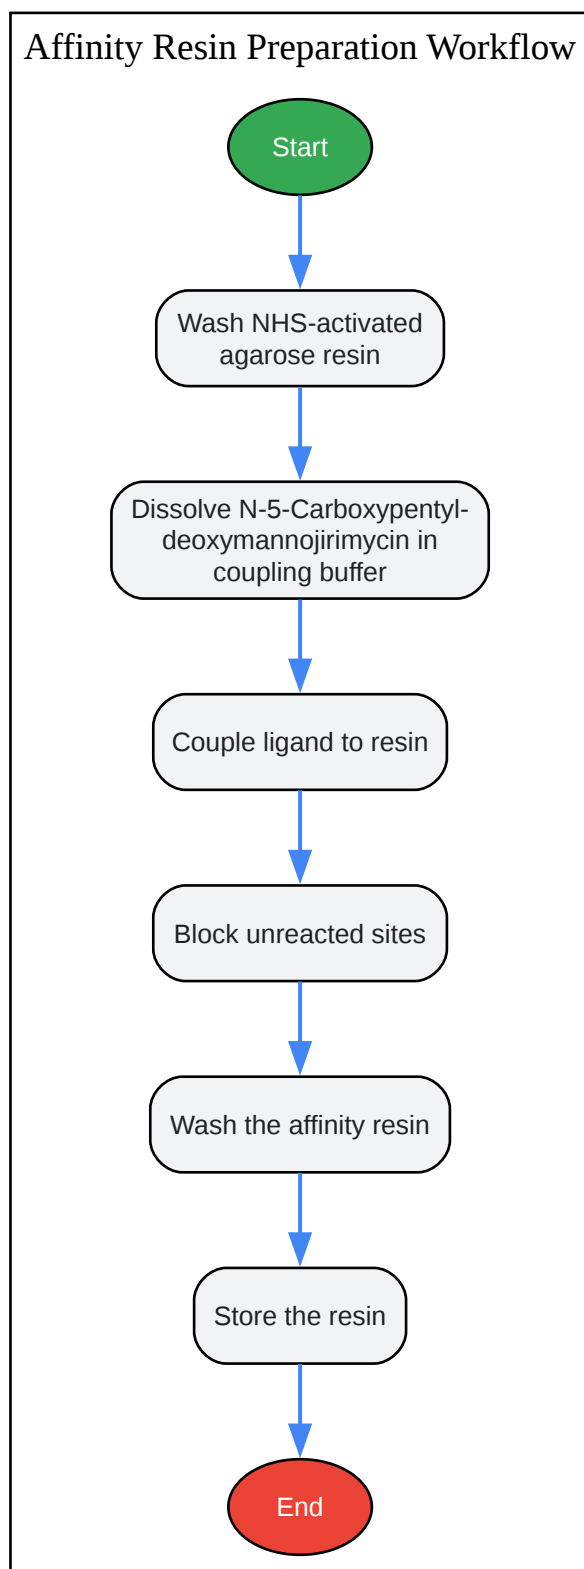 Affinity Resin Preparation Workflow
Start
Wash NHS-activated
agarose resin
Dissolve N-5-Carboxypentyl-
deoxymannojirimycin in
coupling buffer
Couple ligand to resin
Block unreacted sites
Wash the affinity resin
Store the resin
End